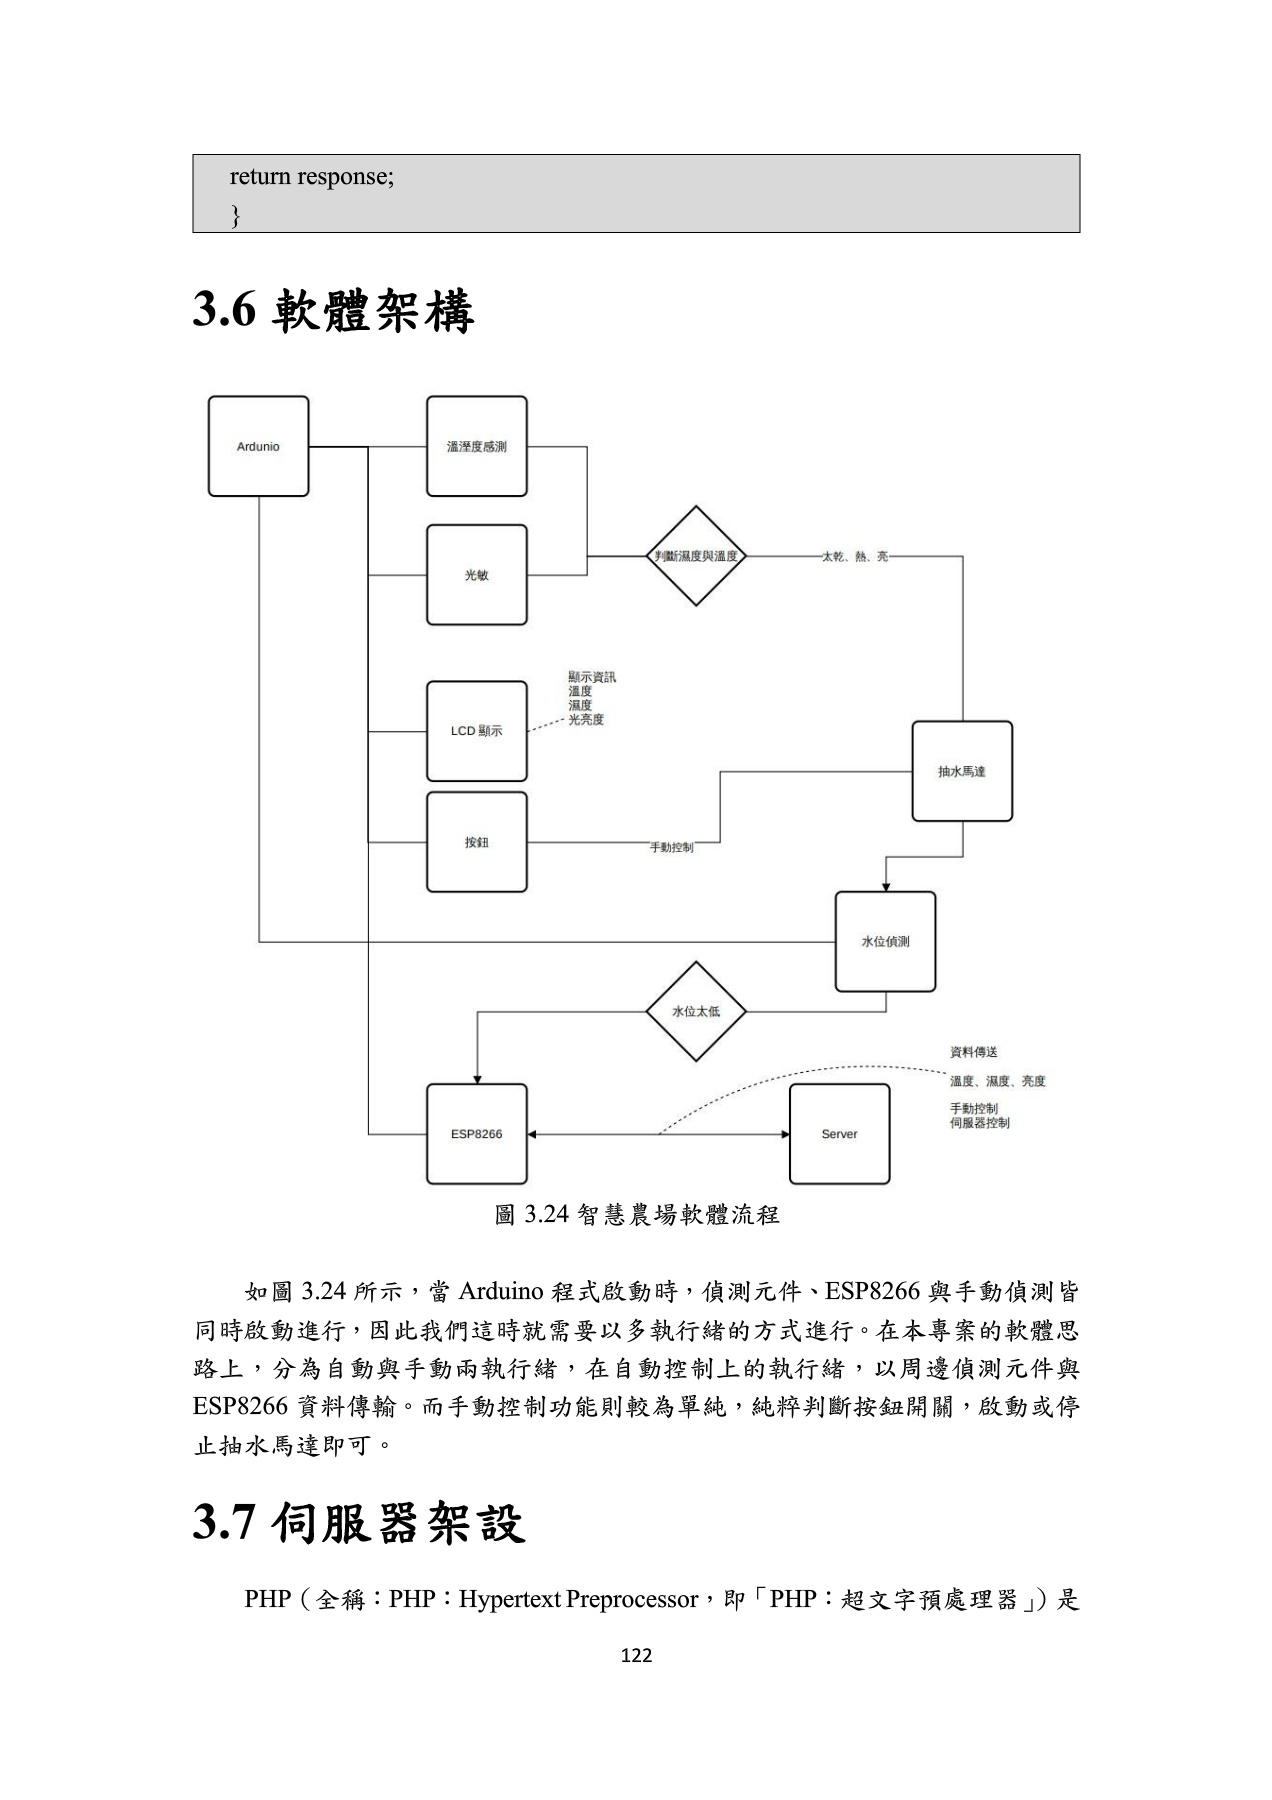 return response;
}
3.6 軟體架構
Ardunio
溫溼度感測
光敏
判斷濕度與溫度
太乾、熱、亮
顯示資訊
溫度
濕度
光亮度
LCD 顯示
抽水馬達
按鈕
手動控制
水位偵測
水位太低
資料傳送
溫度、濕度、亮度
手動控制
伺服器控制
ESP8266
Server
圖 3.24 智慧農場軟體流程
如圖 3.24 所示，當 Arduino 程式啟動時，偵測元件、ESP8266 與手動偵測皆
同時啟動進行，因此我們這時就需要以多執行緒的方式進行。在本專案的軟體思
路上，分為自動與手動兩執行緒，在自動控制上的執行緒，以周邊偵測元件與
ESP8266 資料傳輸。而手動控制功能則較為單純，純粹判斷按鈕開關，啟動或停
止抽水馬達即可。
3.7 伺服器架設
PHP（全稱：PHP：Hypertext Preprocessor，即「PHP：超文字預處理器」）是
122